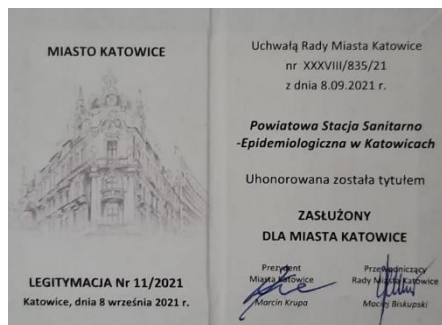 MIASTO KATOWICE
LEGITYMACJA Nr 11/2021
Katowice, dnia 8 września 2021 r.
Uchwałą Rady Miasta Katowice
nr XXXVIII/835/21
z dnia 8.09.2021 r.
Powiatowa Stacja Sanitarno
-Epidemiologiczna w Katowicach
Uhonorowana została tytułem
ZASŁUŻONY
DLA MIASTA KATOWICE
Prezydent
Miasta Katowice
Marcin Krupa
Przewodniczący
Rady Miasta Katowice
Maciej Biskupski